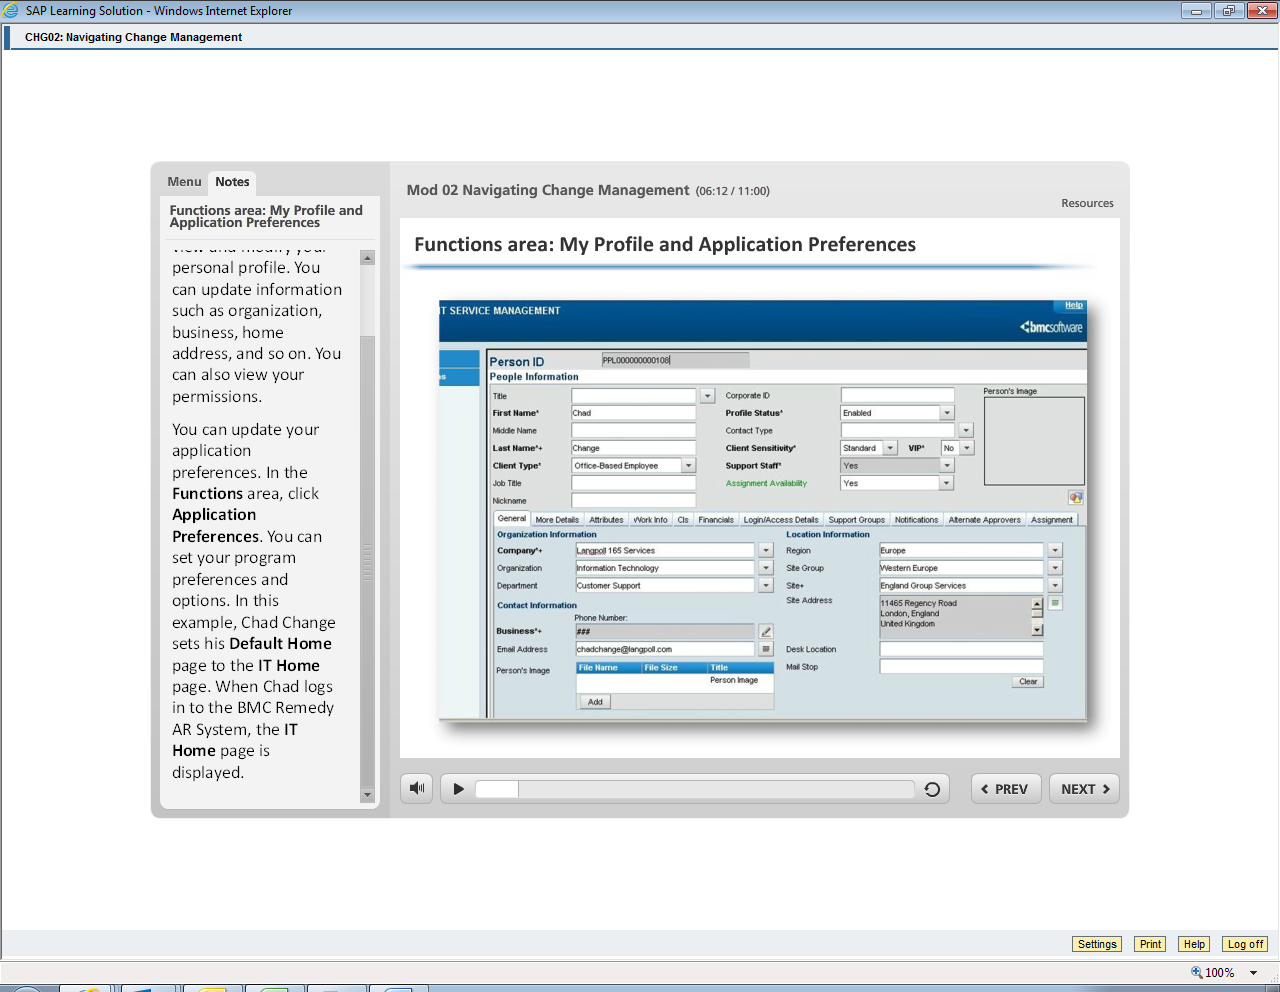 SAP Learning Solution - Windows Internet Explorer
CHG02: Navigating Change Management
Menu
Notes
Functions area: My Profile and
Application Preferences
view and modify your
personal profile. You
can update information
such as organization,
business, home
address, and so on. You
can also view your
permissions.
You can update your
application
preferences. In the
Functions area, click
Application
Preferences. You can
set your program
preferences and
options. In this
example, Chad Change
sets his Default Home
page to the IT Home
page. When Chad logs
in to the BMC Remedy
AR System, the IT
Home page is
displayed.
Mod 02 Navigating Change Management (06:12 / 11:00)
Resources
Functions area: My Profile and Application Preferences
IT SERVICE MANAGEMENT
Help
bmcsoftware
s
Person ID PPL000000000108
People Information
Title
First Name* Chad
Middle Name
Last Name*+ Change
Client Type* Office-Based Employee
Job Title
Nickname
Corporate ID
Profile Status* Enabled
Contact Type
Client Sensitivity* Standard VIP* No
Support Staff* Yes
Assignment Availability Yes
Person's Image
General More Details Attributes Work Info CIs Financials Login/Access Details Support Groups Notifications Alternate Approvers Assignment
Organization Information
Company*+ Langpoll 165 Services
Organization Information Technology
Department Customer Support
Contact Information
Phone Number:
Business*+ ###
Email Address chadchange@langpoll.com
Person's Image
File Name File Size Title
Person Image
Add
Location Information
Region Europe
Site Group Western Europe
Site+ England Group Services
Site Address 11465 Regency Road
London, England
United Kingdom
Desk Location
Mail Stop
Clear
PREV
NEXT
Settings Print Help Log off
100%